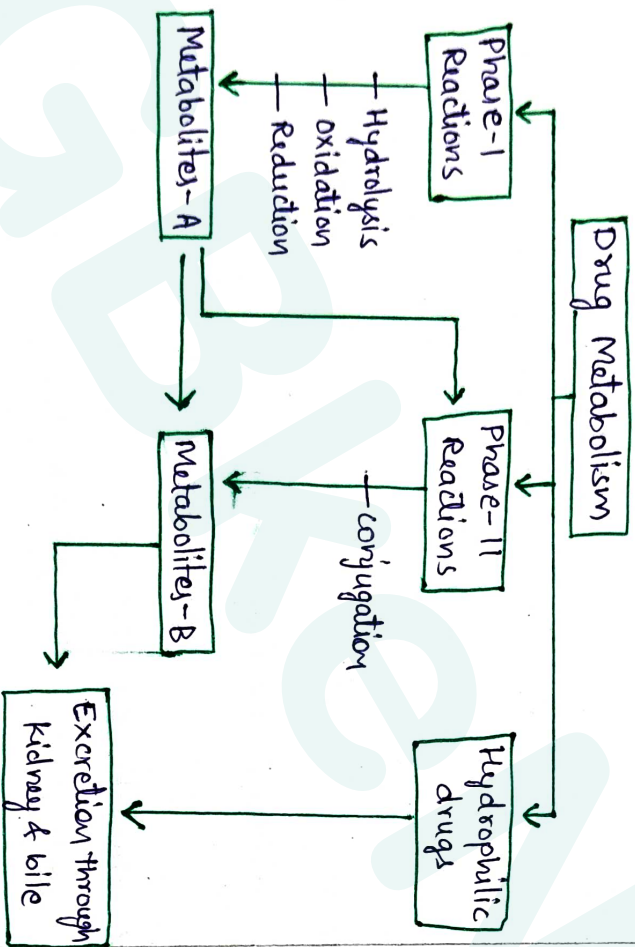 Drug Metabolism
Phase-I
Reactions
Phase-II
Reactions
Hydrophilic
drugs
Hydrolysis
oxidation
Reduction
conjugation
Metabolites-A
Metabolites-B
Excretion through
kidney & bile